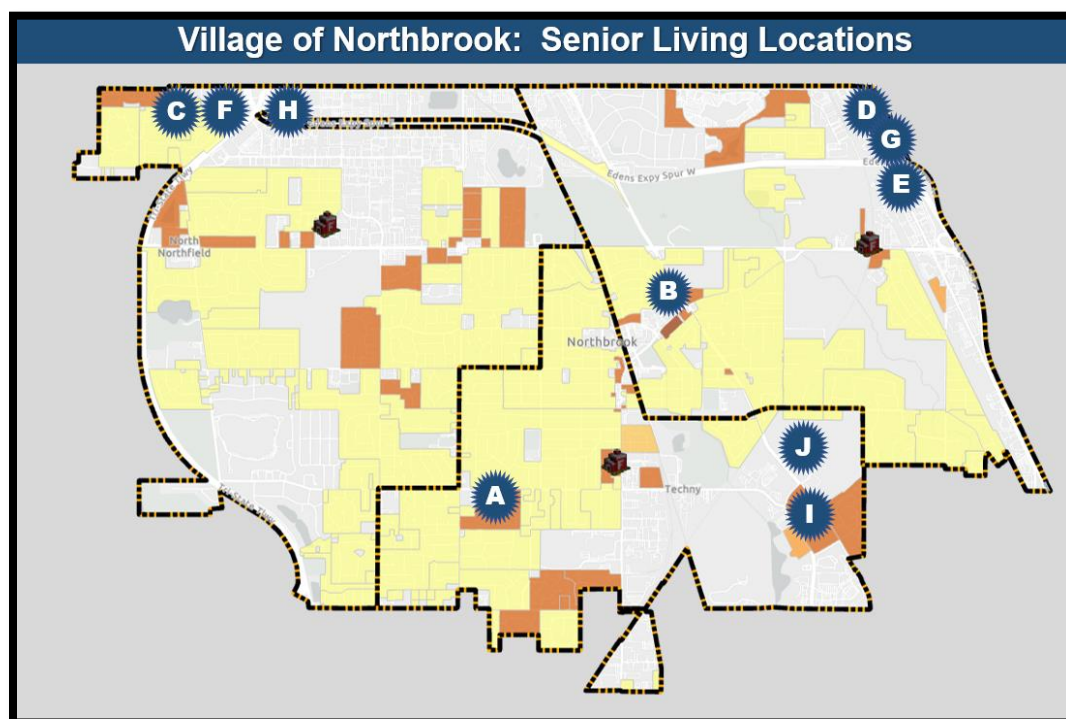 Village of Northbrook: Senior Living Locations
C
F
H
D
G
Edens Expy Spur W
E
North
Northfield
B
Northbrook
J
A
Techny
I